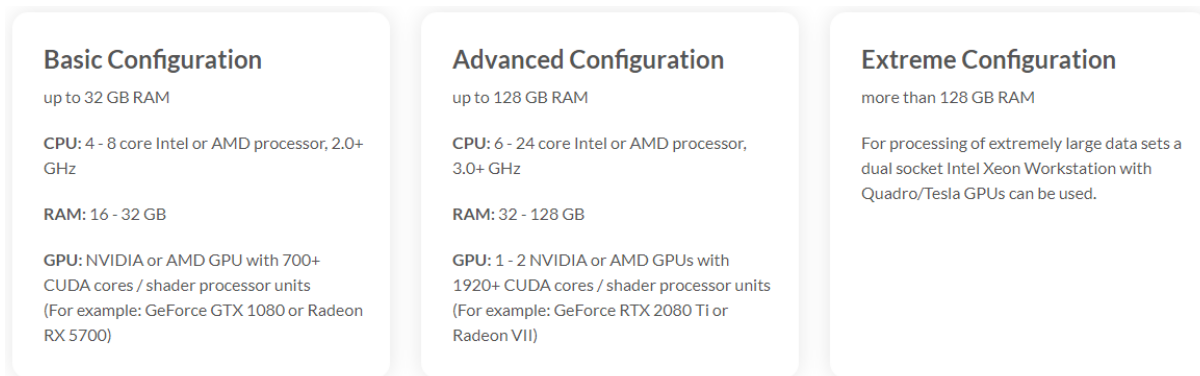 Basic Configuration
up to 32 GB RAM
CPU: 4 - 8 core Intel or AMD processor, 2.0+
GHz
RAM: 16 - 32 GB
GPU: NVIDIA or AMD GPU with 700+
CUDA cores / shader processor units
(For example: GeForce GTX 1080 or Radeon
RX 5700)
Advanced Configuration
up to 128 GB RAM
CPU: 6 - 24 core Intel or AMD processor,
3.0+ GHz
RAM: 32 - 128 GB
GPU: 1 - 2 NVIDIA or AMD GPUs with
1920+ CUDA cores / shader processor units
(For example: GeForce RTX 2080 Ti or
Radeon VII)
Extreme Configuration
more than 128 GB RAM
For processing of extremely large data sets a
dual socket Intel Xeon Workstation with
Quadro/Tesla GPUs can be used.